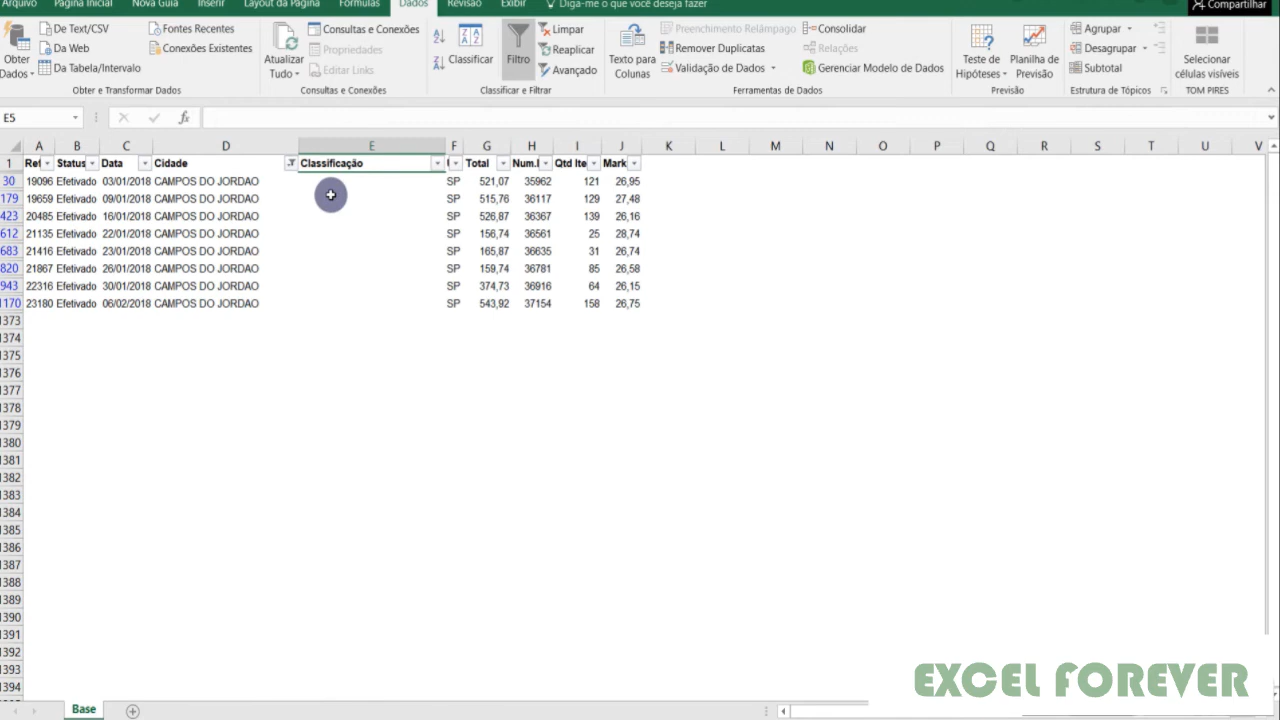 Arquivo Página Inicial Nova Guia Inserir Layout da Página Fórmulas Dados Revisão Exibir Diga-me o que você deseja fazer Compartilhar
Obter Dados
De Text/CSV
Da Web
Da Tabela/Intervalo
Fontes Recentes
Conexões Existentes
Obter e Transformar Dados
Atualizar Tudo
Consultas e Conexões
Propriedades
Editar Links
Consultas e Conexões
Classificar
Filtro
Limpar
Reaplicar
Avançado
Classificar e Filtrar
Texto para Colunas
Preenchimento Relâmpago
Remover Duplicatas
Validação de Dados
Consolidar
Relações
Gerenciar Modelo de Dados
Ferramentas de Dados
Teste de Hipóteses
Planilha de Previsão
Previsão
Agrupar
Desagrupar
Subtotal
Estrutura de Tópicos
Selecionar células visíveis
TOM PIRES
E5 fx
A B C D E F G H I J K L M N O P Q R S T U V
1 Ref Status Data Cidade Classificação Total Num. Qtd Ite Mark
30 19096 Efetivado 03/01/2018 CAMPOS DO JORDAO SP 521,07 35962 121 26,95
179 19659 Efetivado 09/01/2018 CAMPOS DO JORDAO SP 515,76 36117 129 27,48
423 20485 Efetivado 16/01/2018 CAMPOS DO JORDAO SP 526,87 36367 139 26,16
612 21135 Efetivado 22/01/2018 CAMPOS DO JORDAO SP 156,74 36561 25 28,74
683 21416 Efetivado 23/01/2018 CAMPOS DO JORDAO SP 165,87 36635 31 26,74
820 21867 Efetivado 26/01/2018 CAMPOS DO JORDAO SP 159,74 36781 85 26,58
943 22316 Efetivado 30/01/2018 CAMPOS DO JORDAO SP 374,73 36916 64 26,15
1170 23180 Efetivado 06/02/2018 CAMPOS DO JORDAO SP 543,92 37154 158 26,75
1373
1374
1375
1376
1377
1378
1379
1380
1381
1382
1383
1384
1385
1386
1387
1388
1389
1390
1391
1392
1393
1394
EXCEL FOREVER
Base